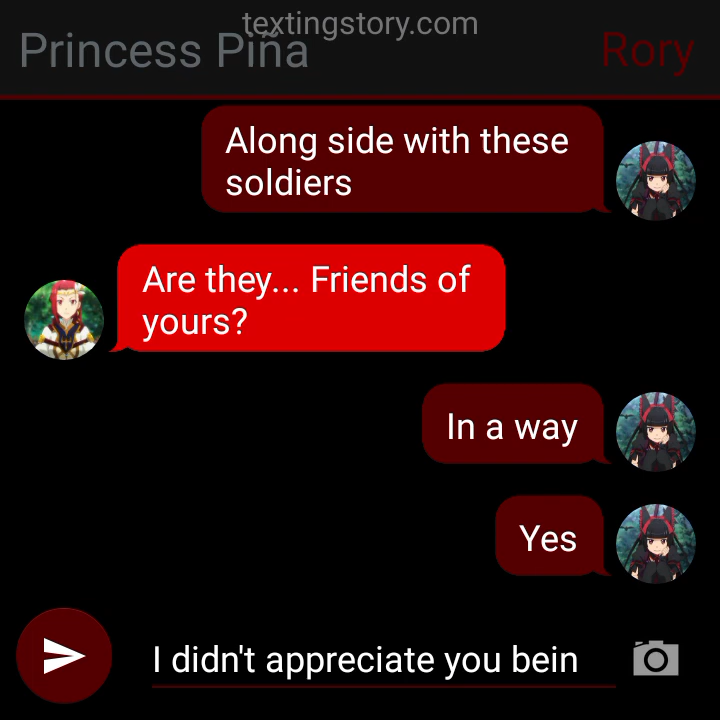 textingstory.com
Princess Piña
Rory
Along side with these
soldiers
Are they... Friends of
yours?
In a way
Yes
I didn't appreciate you bein